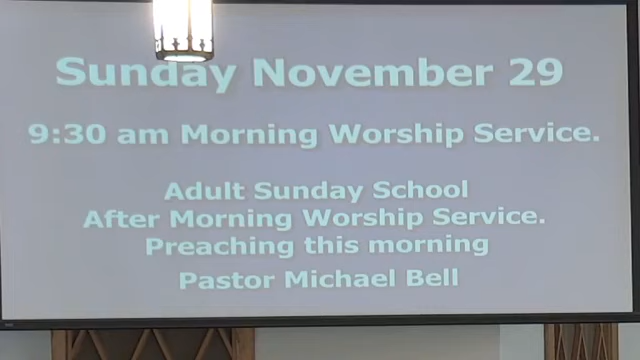 Sunday November 29
9:30 am Morning Worship Service.
Adult Sunday School
After Morning Worship Service.
Preaching this morning
Pastor Michael Bell